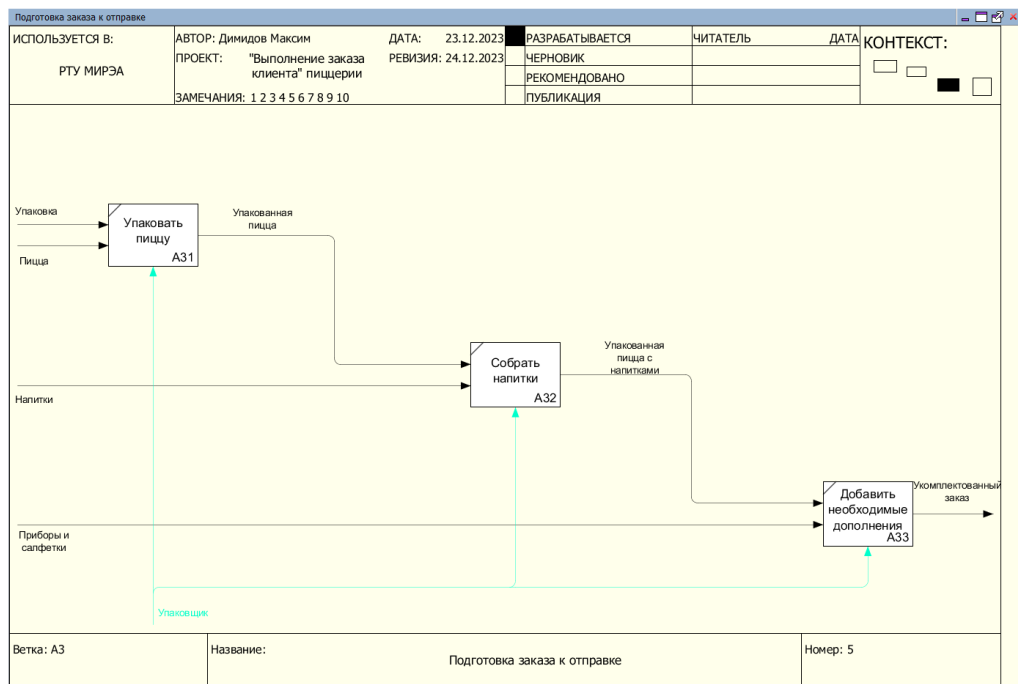 Подготовка заказа к отправке
ИСПОЛЬЗУЕТСЯ В:
РТУ МИРЭА
АВТОР: Димидов Максим
ДАТА: 23.12.2023
ПРОЕКТ: "Выполнение заказа
клиента" пиццерии
РЕВИЗИЯ: 24.12.2023
ЗАМЕЧАНИЯ: 1 2 3 4 5 6 7 8 9 10
РАЗРАБАТЫВАЕТСЯ
ЧЕРНОВИК
РЕКОМЕНДОВАНО
ПУБЛИКАЦИЯ
ЧИТАТЕЛЬ
ДАТА
КОНТЕКСТ:
Упаковка
Пицца
Упаковать
пиццу
A31
Упакованная
пицца
Напитки
Собрать
напитки
A32
Упакованная
пицца с
напитками
Приборы и
салфетки
Добавить
необходимые
дополнения
A33
Укомплектованный
заказ
Упаковщик
Ветка: A3
Название:
Подготовка заказа к отправке
Номер: 5